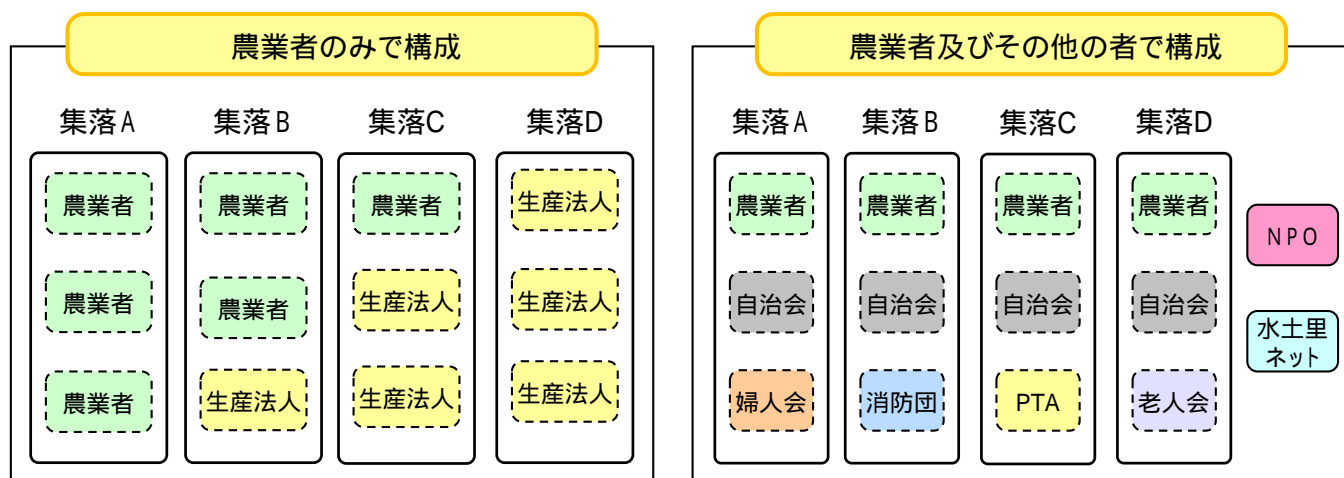 農業者のみで構成
集落A 集落B 集落C 集落D
農業者 農業者 農業者 生産法人
農業者 農業者 生産法人 生産法人
農業者 生産法人 生産法人 生産法人
農業者及びその他の者で構成
集落A 集落B 集落C 集落D
農業者 農業者 農業者 農業者
自治会 自治会 自治会 自治会
婦人会 消防団 PTA 老人会
NPO
水土里
ネット